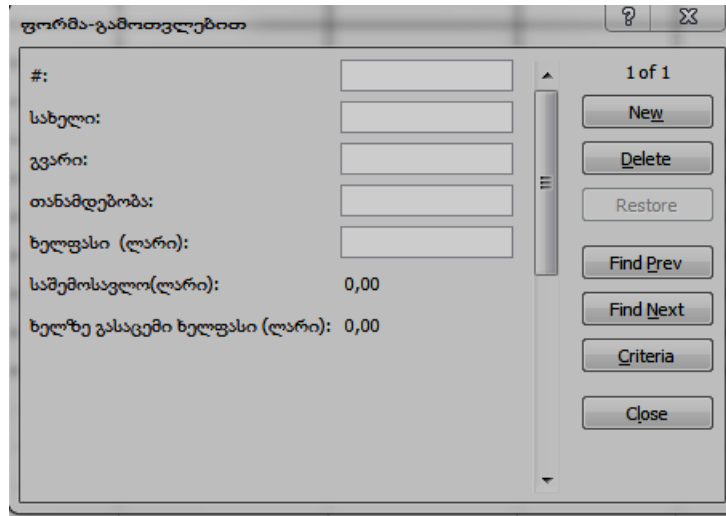 ფორმა-გამოთვლებით
#:
სახელი:
გვარი:
თანამდებობა:
ხელფასი (ლარი):
საშემოსავლო(ლარი): 0,00
ხელზე გასაცემი ხელფასი (ლარი): 0,00
1 of 1
New
Delete
Restore
Find Prev
Find Next
Criteria
Close